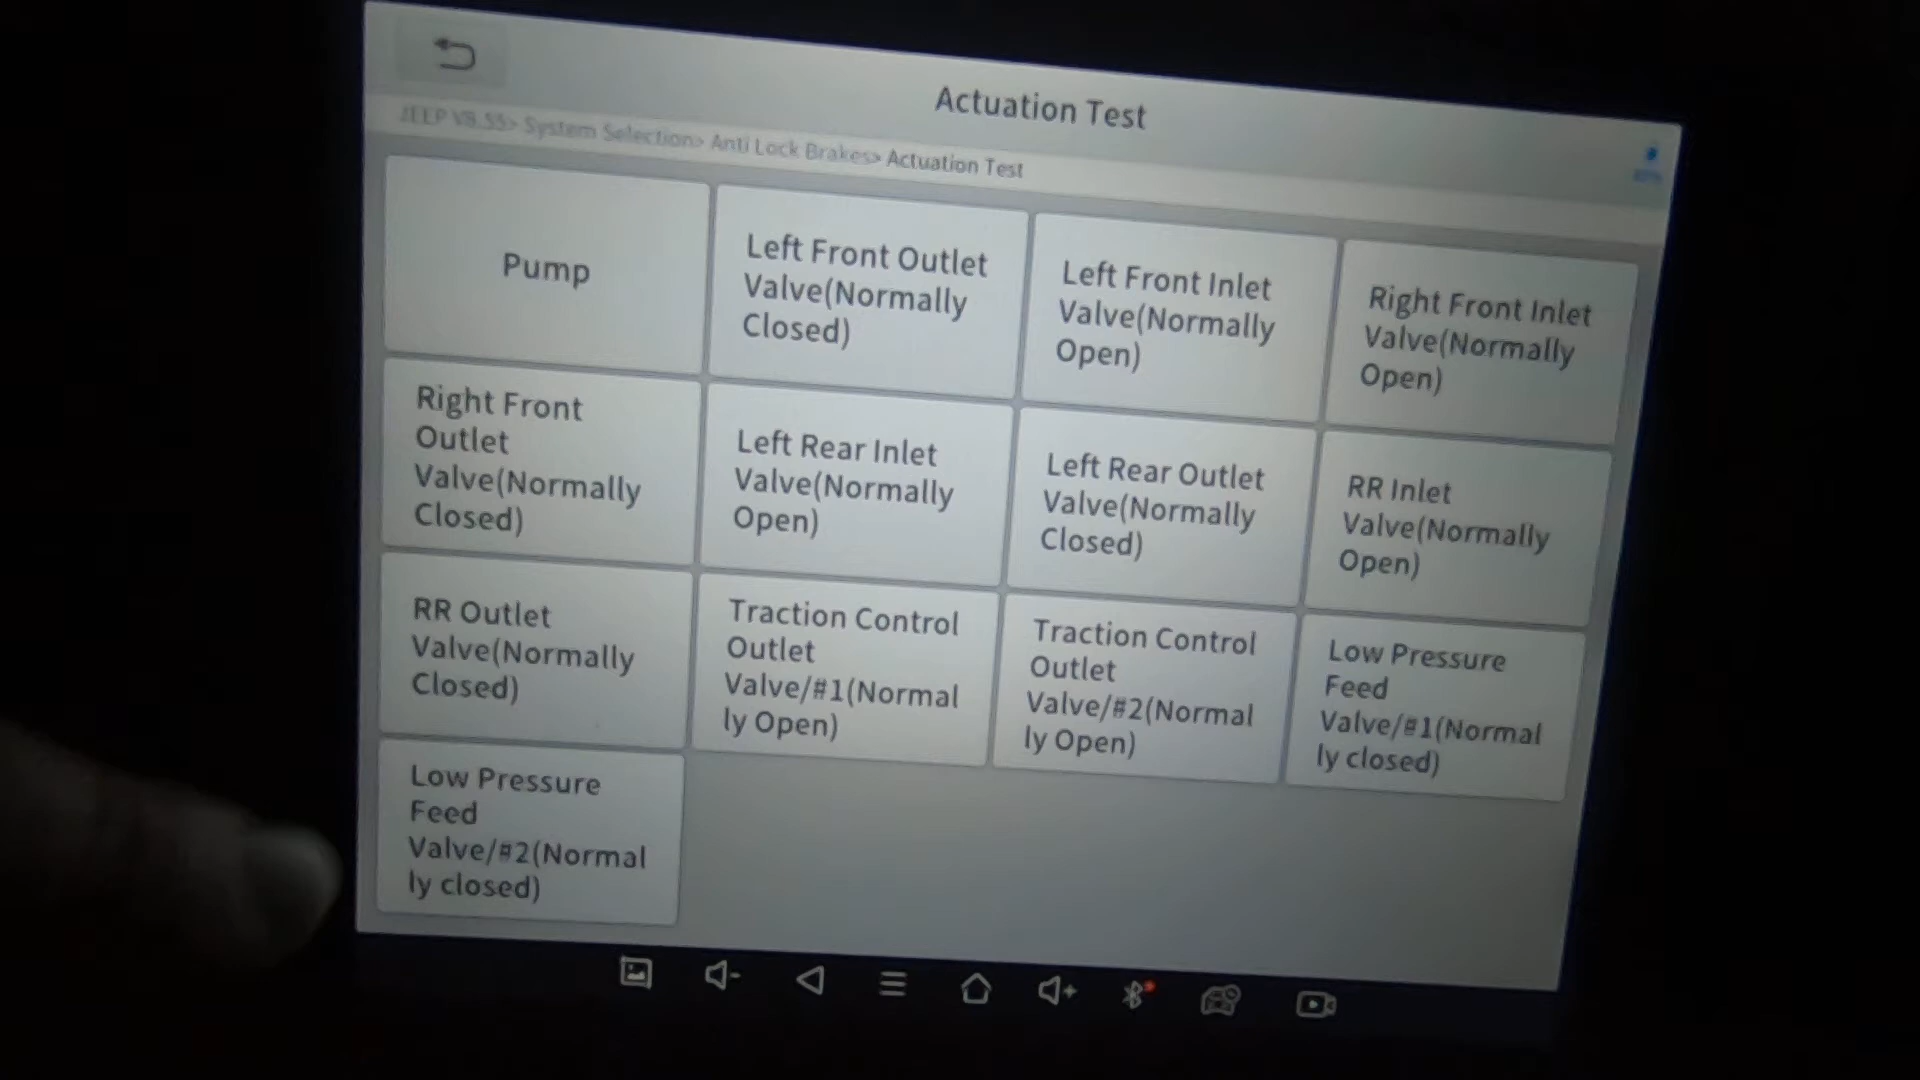 Actuation Test
JEEP V8.55> System Selection> Anti Lock Brakes> Actuation Test
Pump
Left Front Outlet
Valve(Normally
Closed)
Left Front Inlet
Valve(Normally
Open)
Right Front Inlet
Valve(Normally
Open)
Right Front
Outlet
Valve(Normally
Closed)
Left Rear Inlet
Valve(Normally
Open)
Left Rear Outlet
Valve(Normally
Closed)
RR Inlet
Valve(Normally
Open)
RR Outlet
Valve(Normally
Closed)
Traction Control
Outlet
Valve/#1(Normal
ly Open)
Traction Control
Outlet
Valve/#2(Normal
ly Open)
Low Pressure
Feed
Valve/#1(Normal
ly closed)
Low Pressure
Feed
Valve/#2(Normal
ly closed)